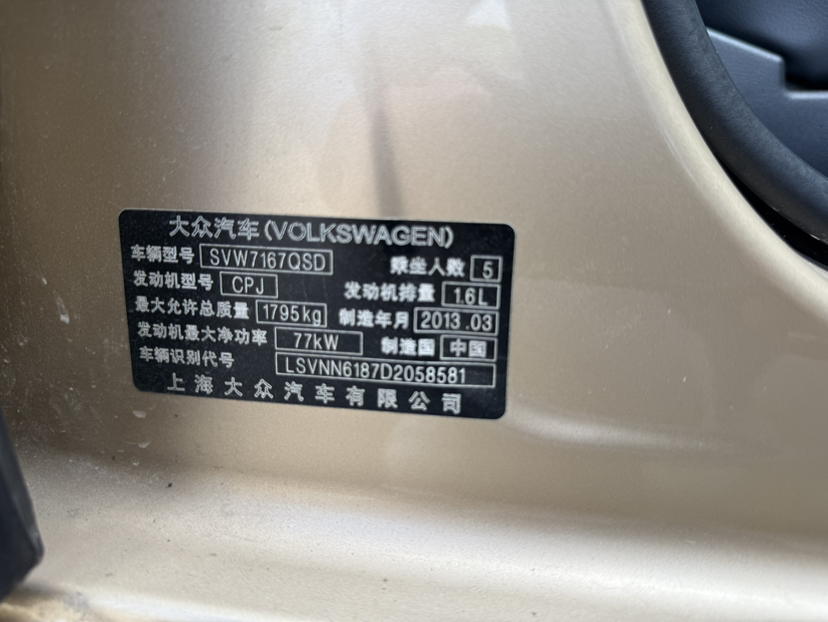 大众汽车(VOLKSWAGEN)
车辆型号 SVW7167QSD 乘坐人数 5
发动机型号 CPJ 发动机排量 1.6L
最大允许总质量 1795kg 制造年月 2013.03
发动机最大净功率 77kW 制造国 中国
车辆识别代号 LSVNN6187D2058581
上海大众汽车有限公司